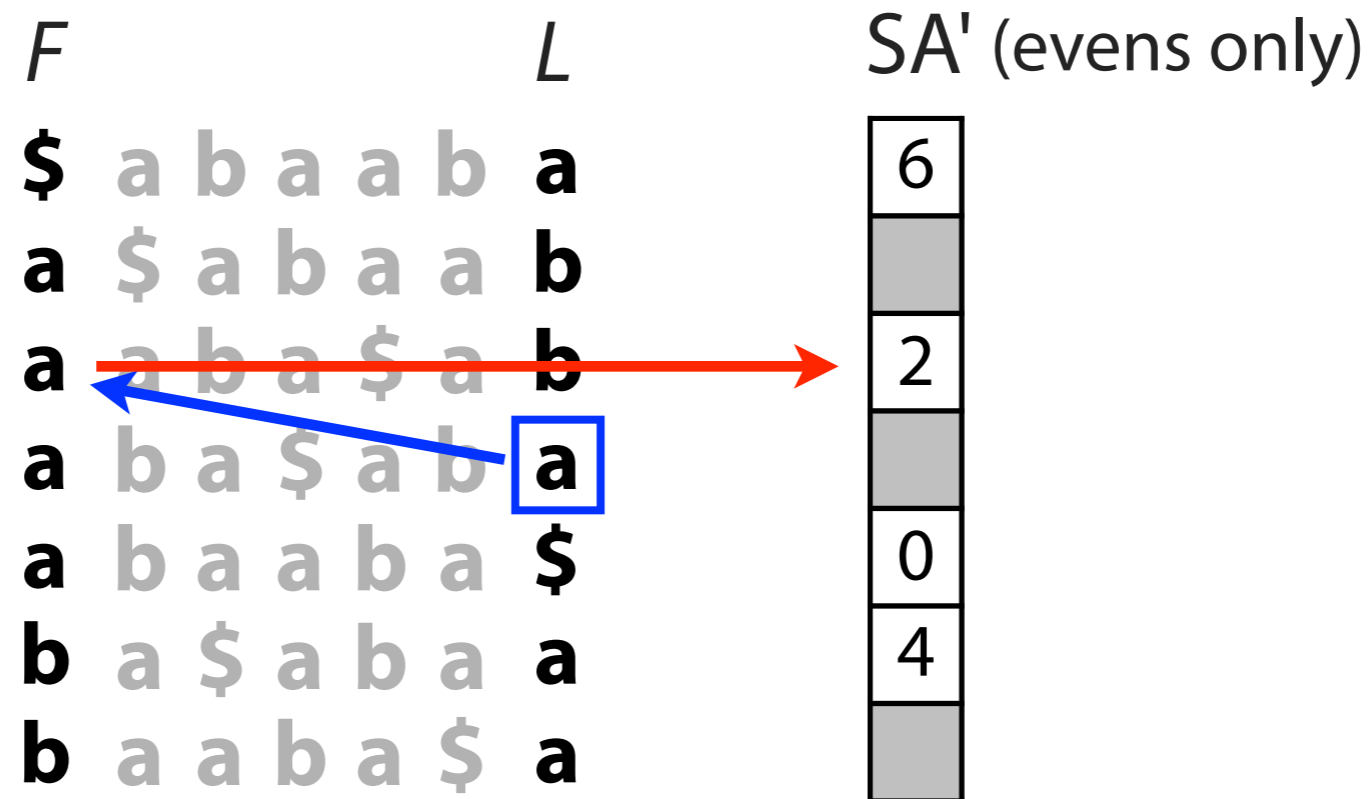 F L SA' (evens only)
$ a b a a b a 6
a $ a b a a b
a a b a $ a b 2
a b a $ a b a
a b a a b a $ 0
b a $ a b a a 4
b a a b a $ a